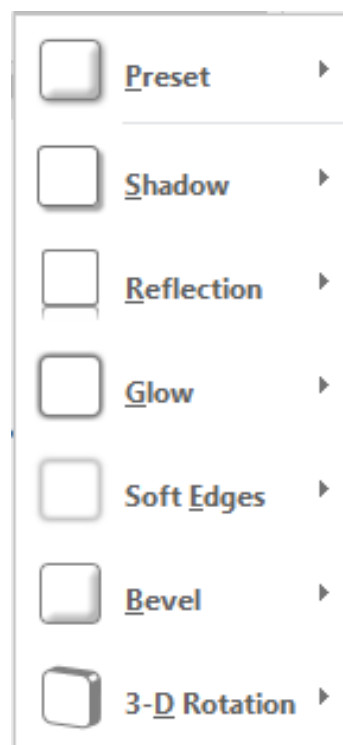 Preset
Shadow
Reflection
Glow
Soft Edges
Bevel
3-D Rotation